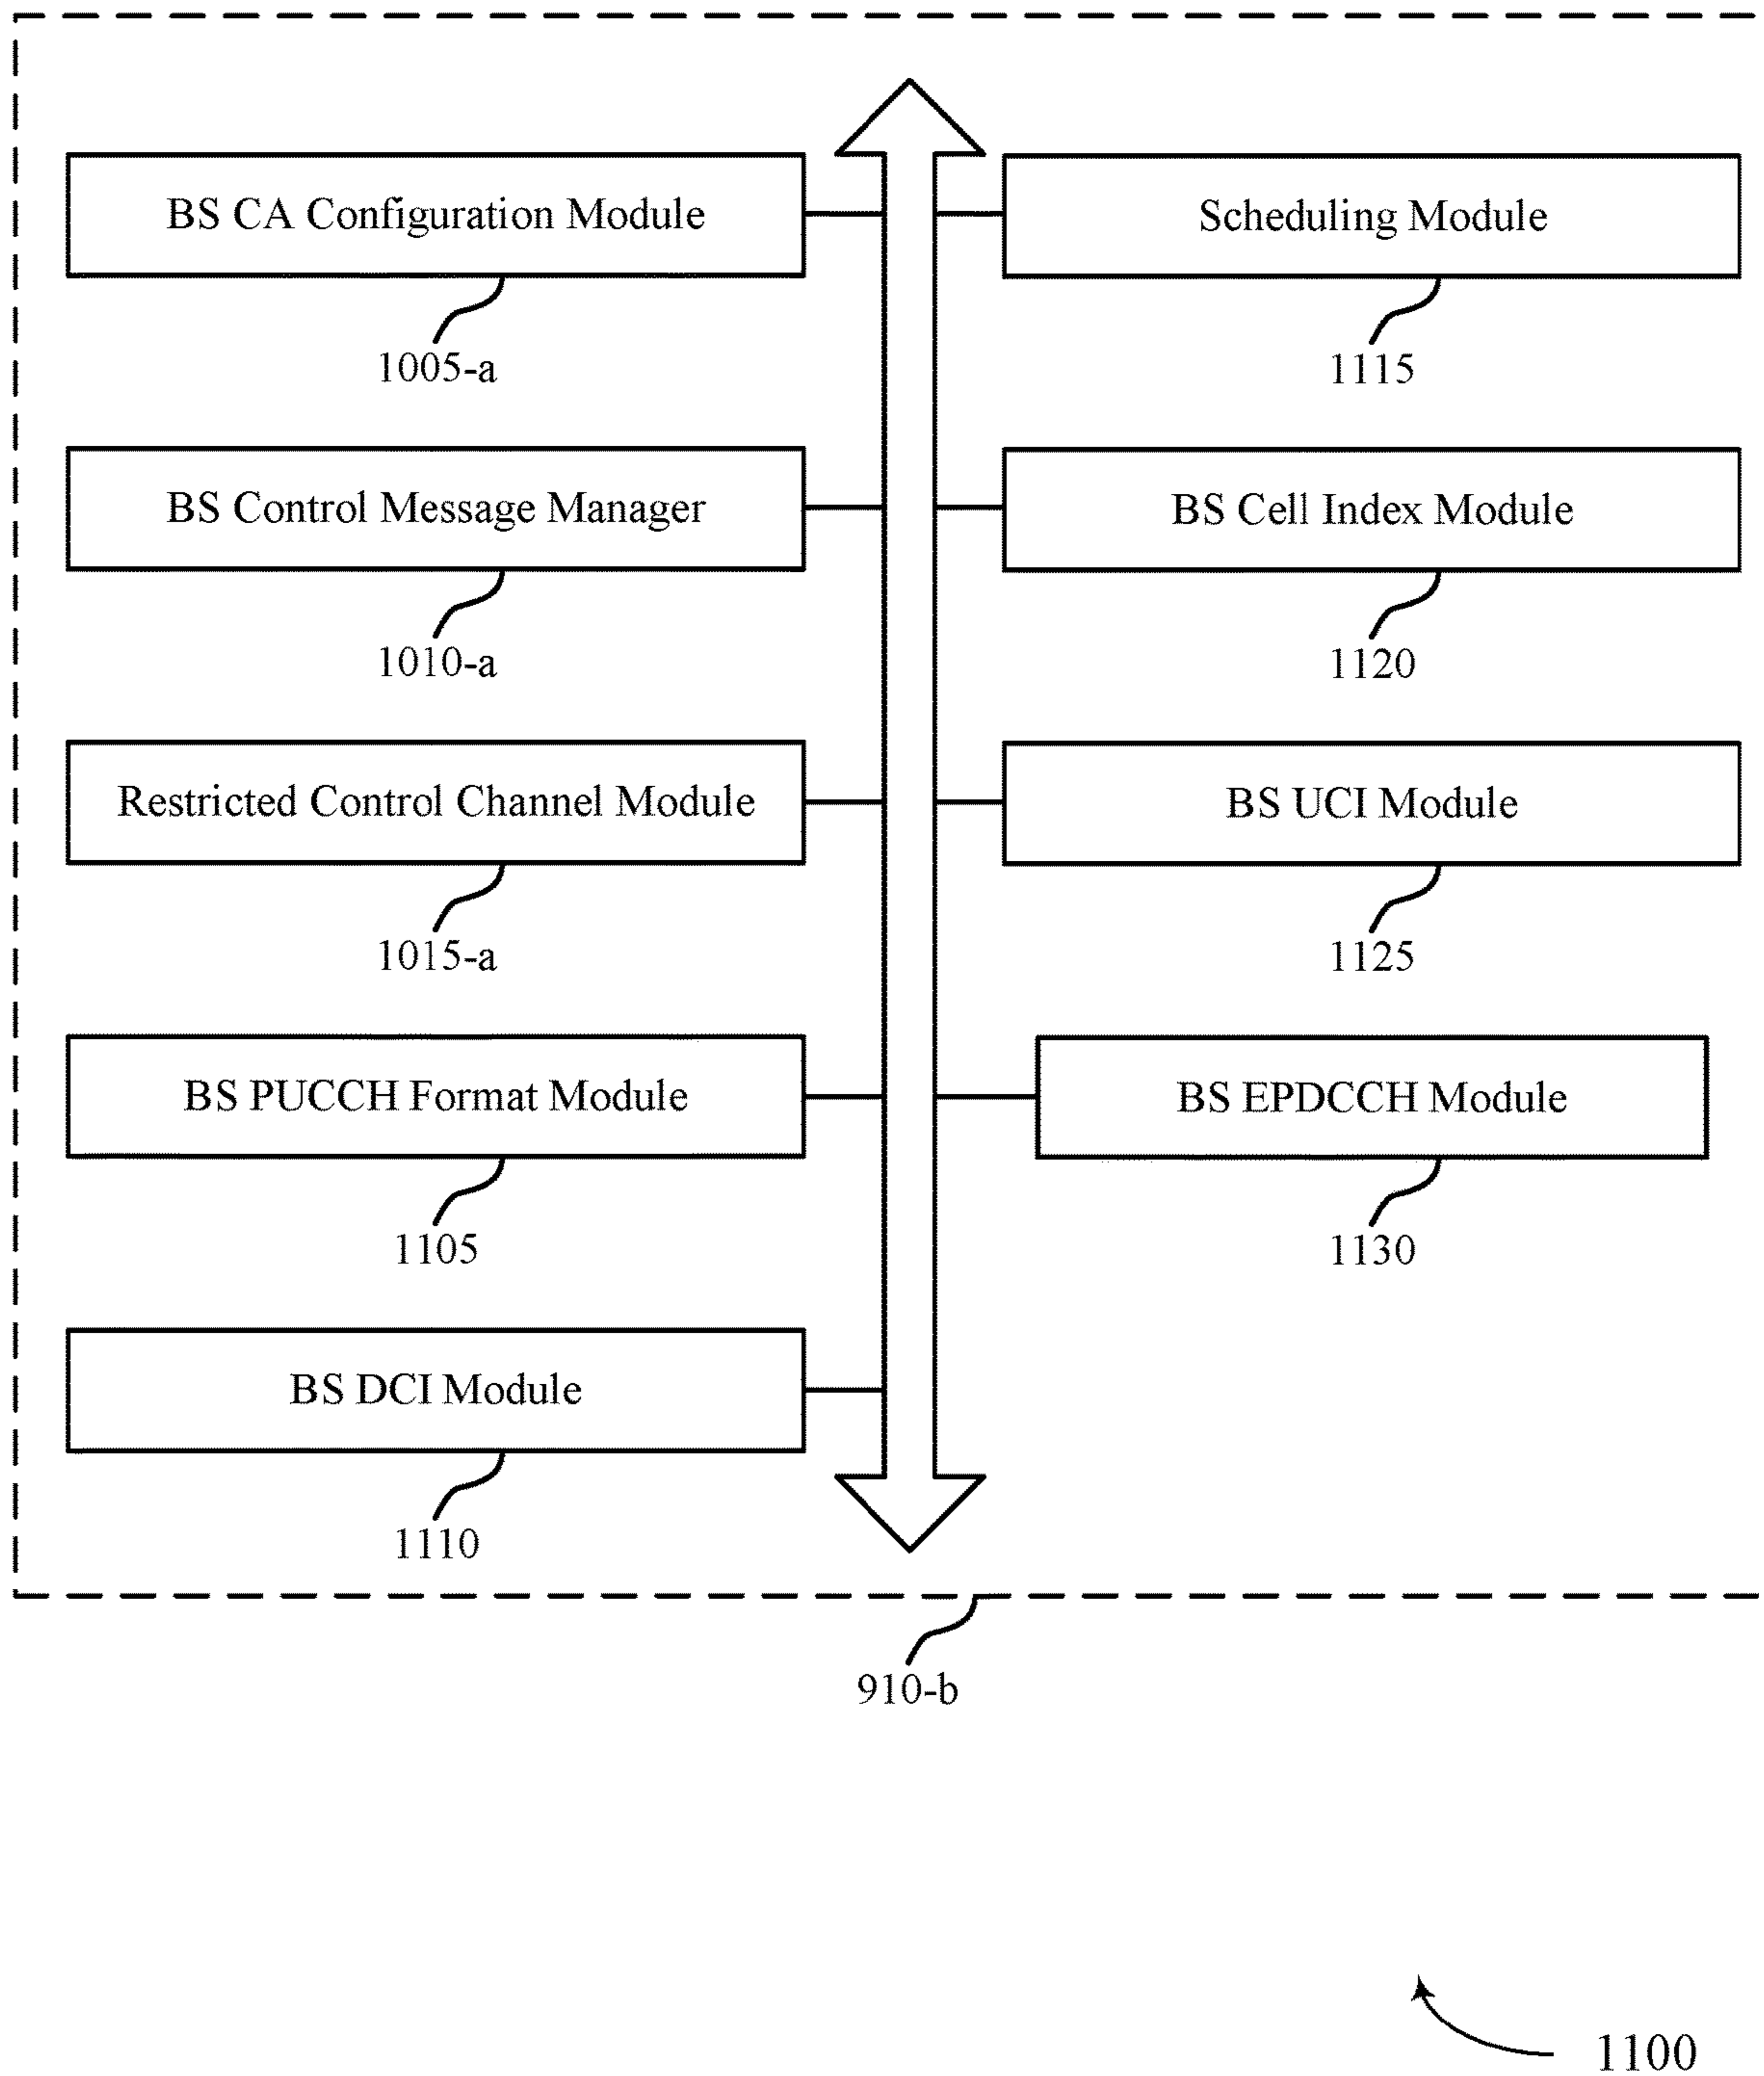 BS CA Configuration Module
1005-a
BS Control Message Manager
1010-a
Restricted Control Channel Module
1015-a
BS PUCCH Format Module
1105
BS DCI Module
1110
Scheduling Module
1115
BS Cell Index Module
1120
BS UCI Module
1125
BS EPDCCH Module
1130
910-b
1100